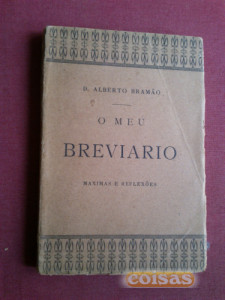 D. ALBERTO BRAMÃO
O MEU
BREVIARIO
MAXIMAS E REFLEXÕES
coisas